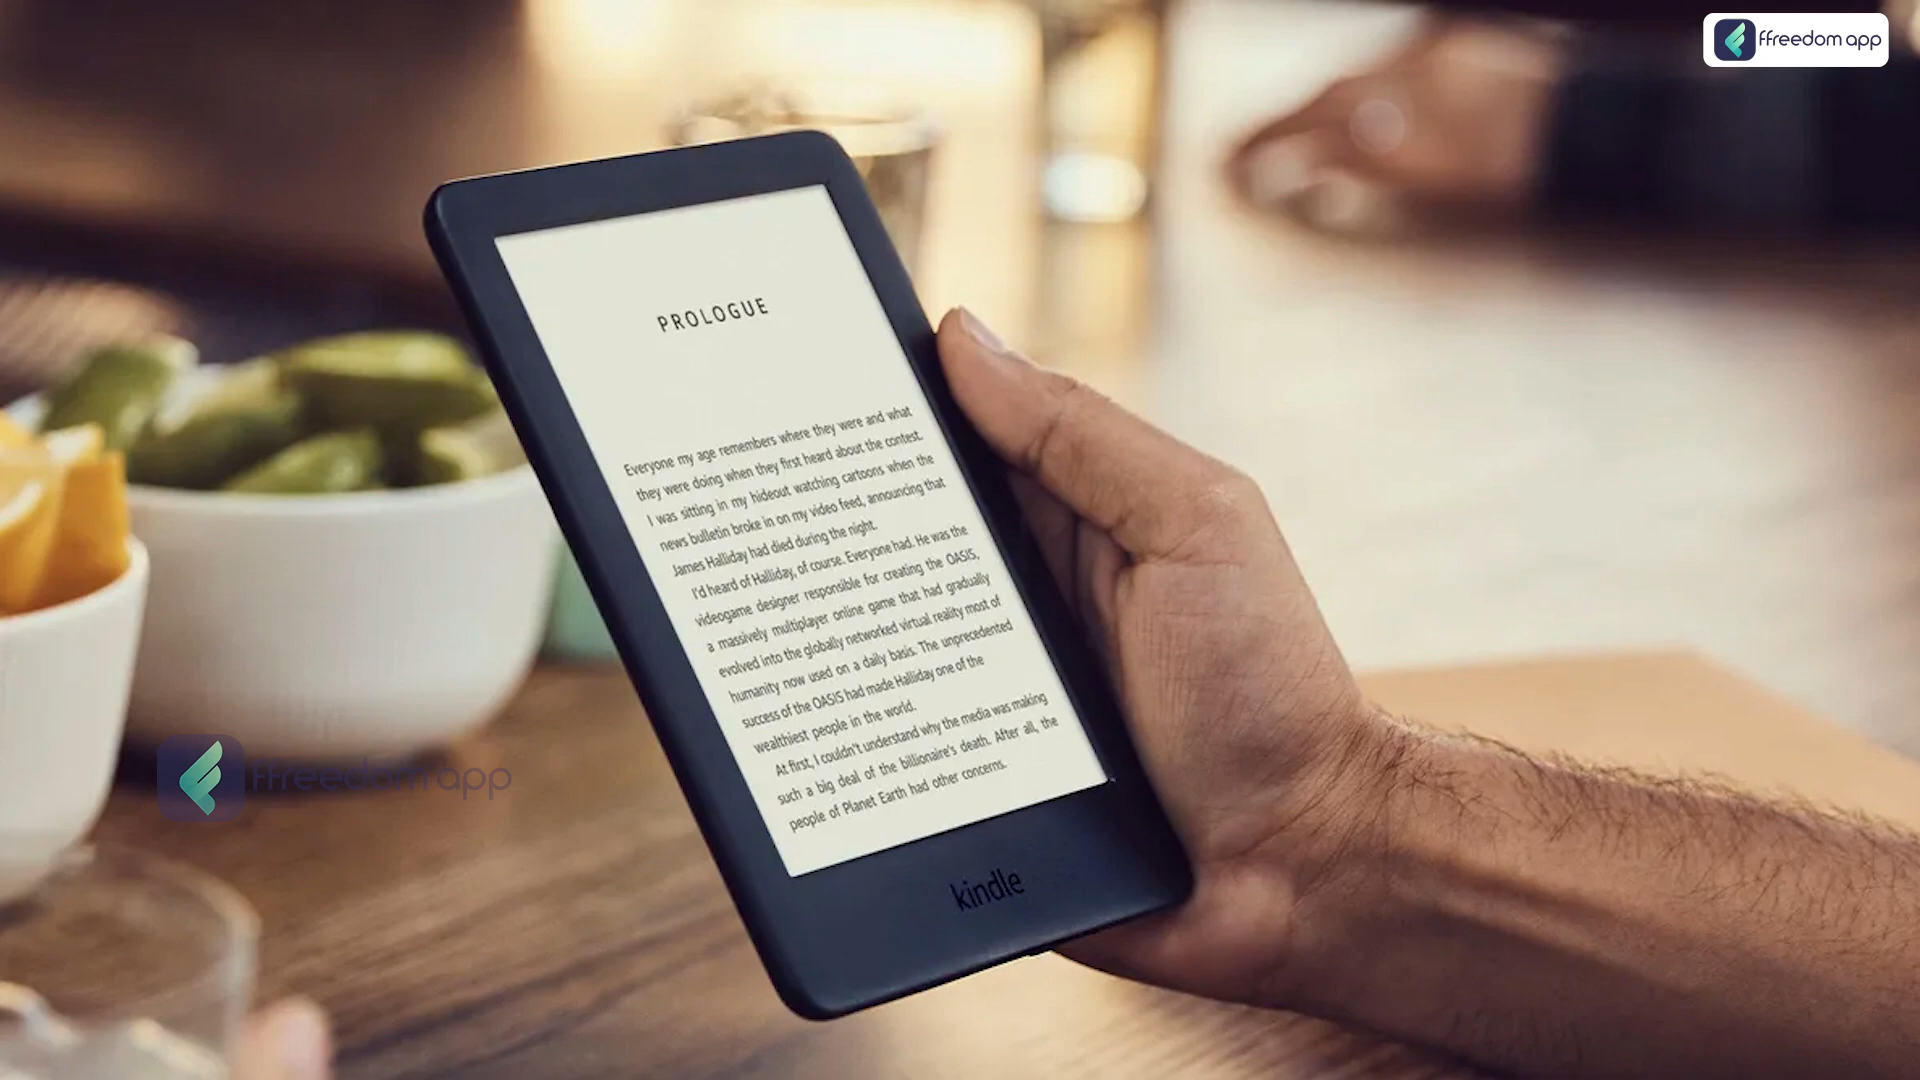 ffreedom app
PROLOGUE
Everyone my age remembers where they were and what
they were doing when they first heard about the contest.
I was sitting in my hideout watching cartoons when the
news bulletin broke in on my video feed, announcing that
James Halliday had died during the night.
I'd heard of Halliday, of course. Everyone had. He was the
videogame designer responsible for creating the OASIS,
a massively multiplayer online game that had gradually
evolved into the globally networked virtual reality most of
humanity now used on a daily basis. The unprecedented
success of the OASIS had made Halliday one of the
wealthiest people in the world.
At first, I couldn't understand why the media was making
such a big deal of the billionaire's death. After all, the
people of Planet Earth had other concerns.
kindle
ffreedom app